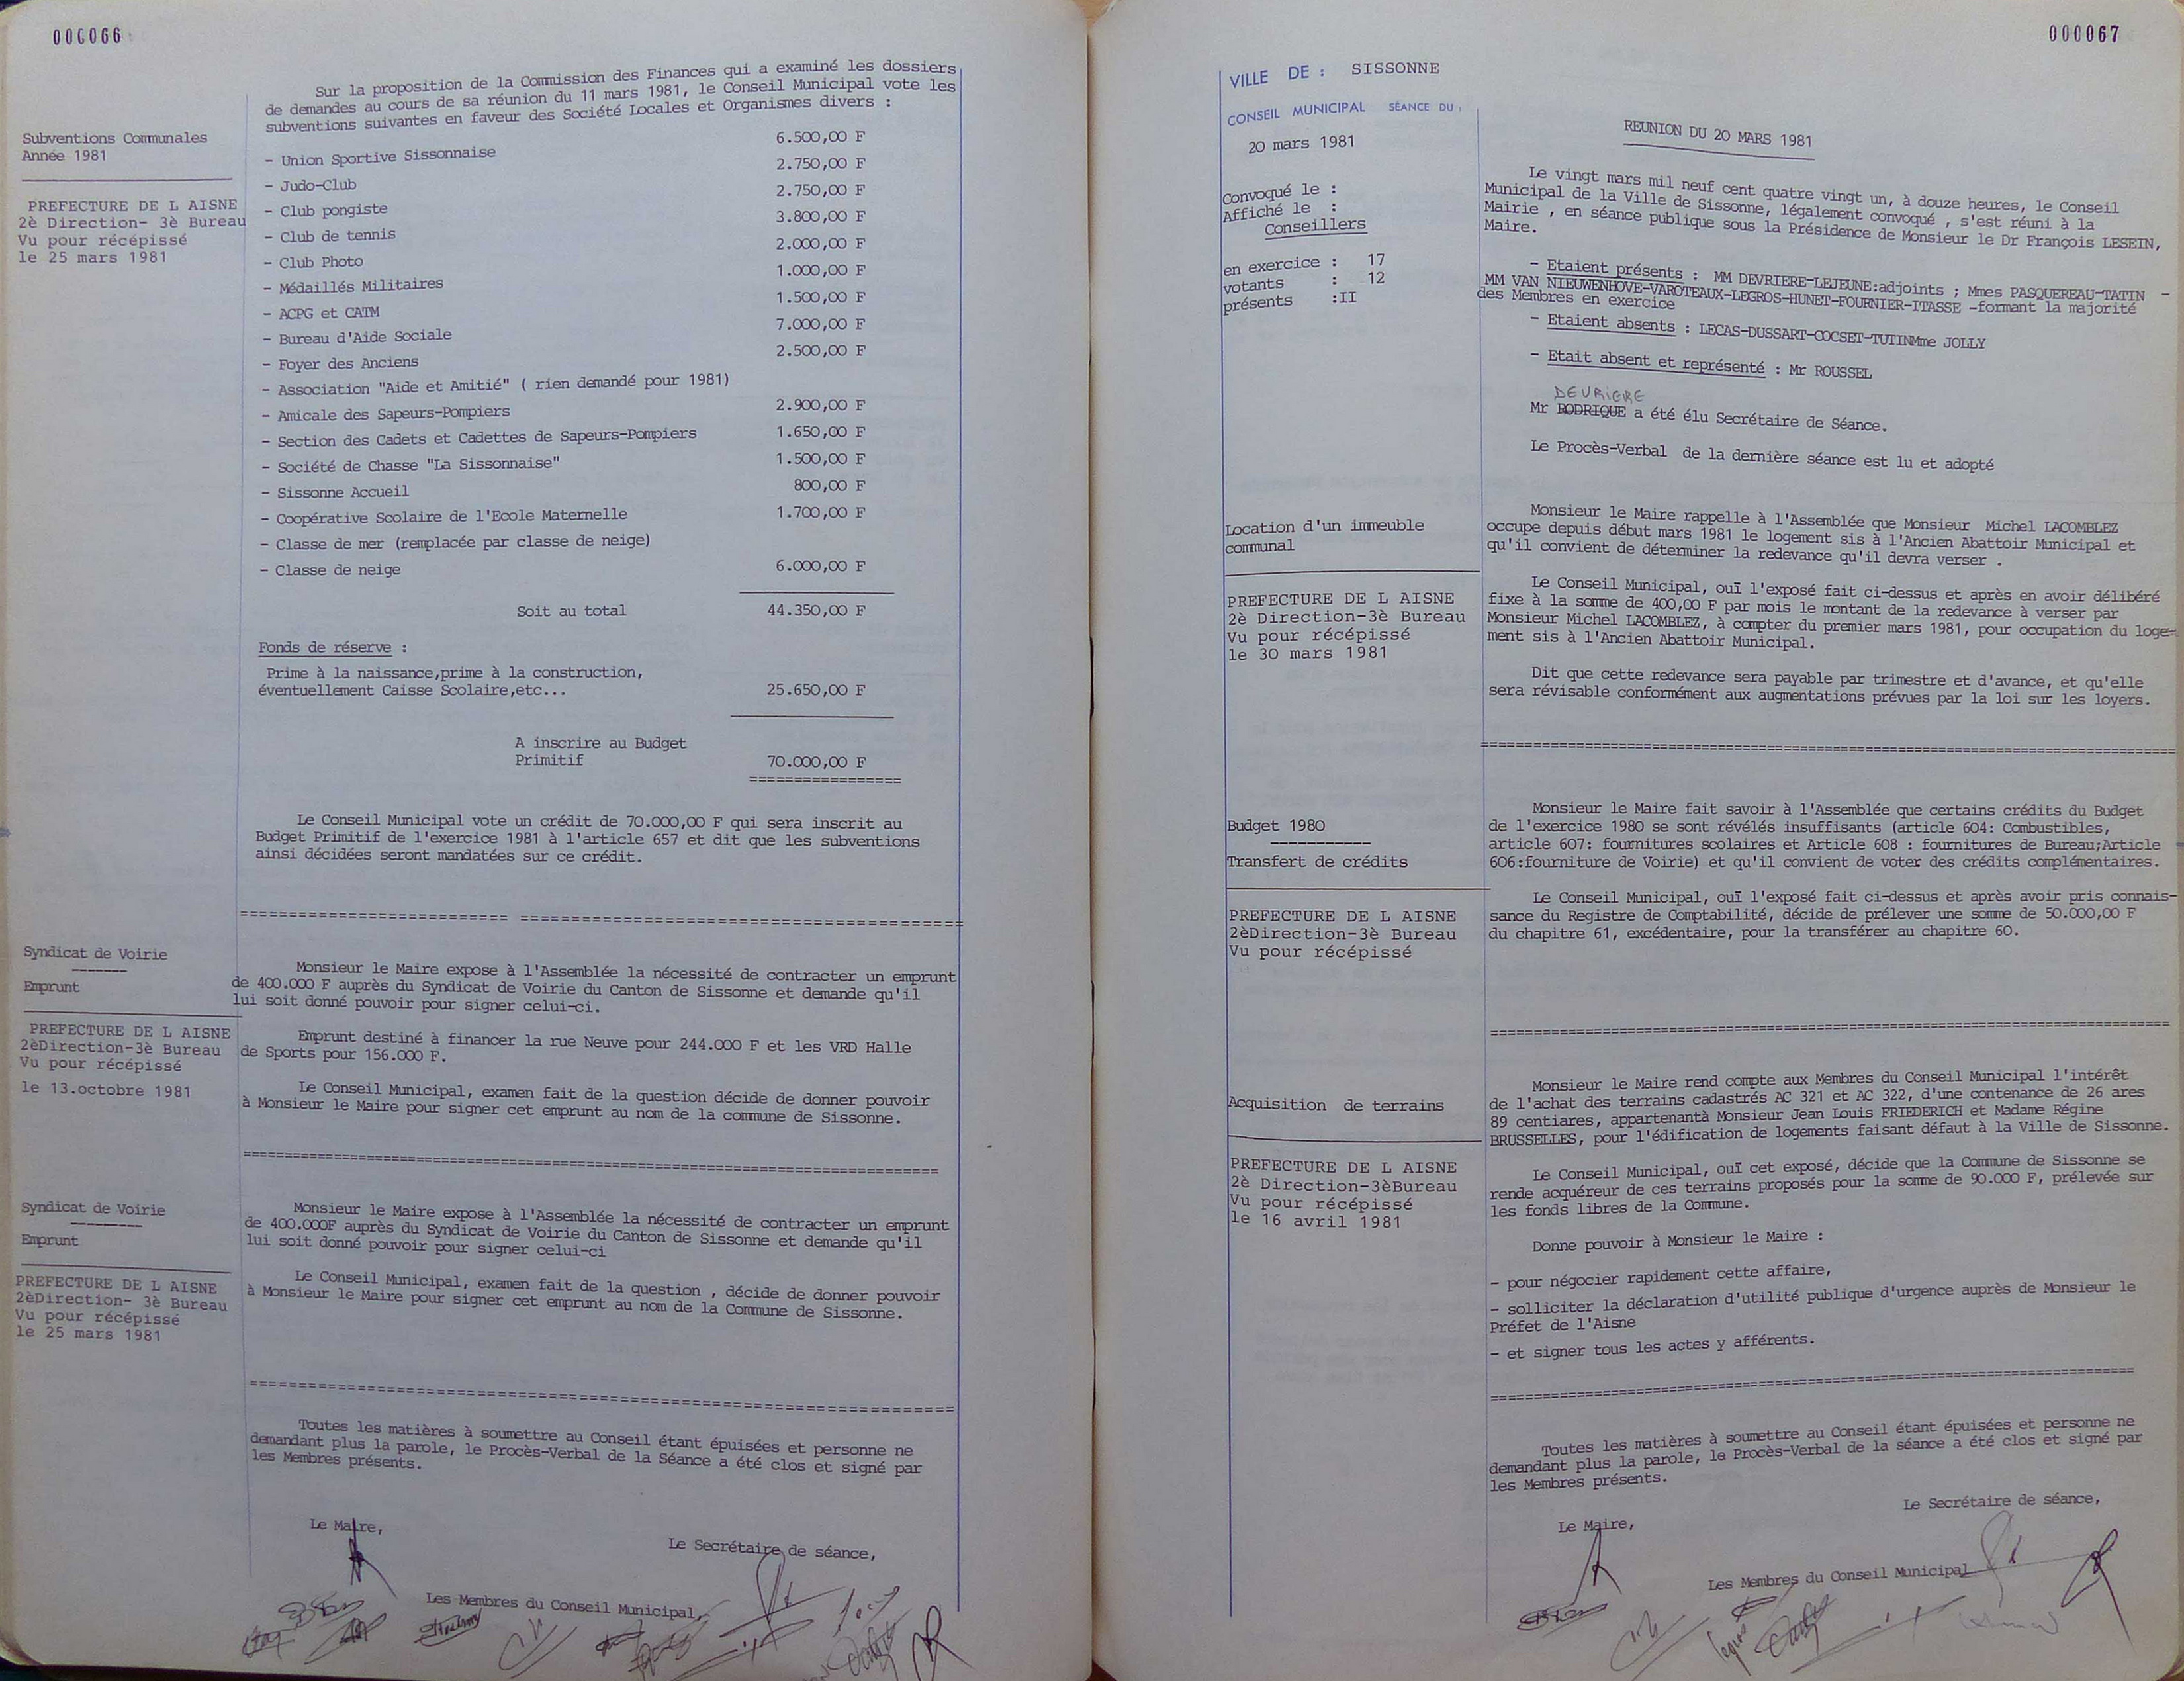 000066
Sur la proposition de la Commission des Finances qui a examiné les dossiers
de demandes au cours de sa réunion du 11 mars 1981, le Conseil Municipal vote les
subventions suivantes en faveur des Société Locales et Organismes divers :
Subventions Communales
Année 1981
PREFECTURE DE L AISNE
2è Direction- 3è Bureau
Vu pour récépissé
le 25 mars 1981
- Union Sportive Sissonnaise 6.500,00 F
- Judo-Club 2.750,00 F
- Club pongiste 2.750,00 F
- Club de tennis 3.800,00 F
- Club Photo 2.000,00 F
- Médaillés Militaires 1.000,00 F
- ACPG et CATM 1.500,00 F
- Bureau d'Aide Sociale 7.000,00 F
- Foyer des Anciens 2.500,00 F
- Association "Aide et Amitié" ( rien demandé pour 1981)
- Amicale des Sapeurs-Pompiers 2.900,00 F
- Section des Cadets et Cadettes de Sapeurs-Pompiers 1.650,00 F
- Société de Chasse "La Sissonnaise" 1.500,00 F
- Sissonne Accueil 800,00 F
- Coopérative Scolaire de l'Ecole Maternelle 1.700,00 F
- Classe de mer (remplacée par classe de neige)
- Classe de neige 6.000,00 F
Soit au total 44.350,00 F
Fonds de réserve :
Prime à la naissance,prime à la construction,
éventuellement Caisse Scolaire,etc... 25.650,00 F
A inscrire au Budget
Primitif 70.000,00 F
=================
Le Conseil Municipal vote un crédit de 70.000,00 F qui sera inscrit au
Budget Primitif de l'exercice 1981 à l'article 657 et dit que les subventions
ainsi décidées seront mandatées sur ce crédit.
Syndicat de Voirie
-------
Emprunt
PREFECTURE DE L AISNE
2èDirection-3è Bureau
Vu pour récépissé
le 13.octobre 1981
Monsieur le Maire expose à l'Assemblée la nécessité de contracter un emprunt
de 400.000 F auprès du Syndicat de Voirie du Canton de Sissonne et demande qu'il
lui soit donné pouvoir pour signer celui-ci.
Emprunt destiné à financer la rue Neuve pour 244.000 F et les VRD Halle
de Sports pour 156.000 F.
Le Conseil Municipal, examen fait de la question décide de donner pouvoir
à Monsieur le Maire pour signer cet emprunt au nom de la commune de Sissonne.
Syndicat de Voirie
---------
Emprunt
PREFECTURE DE L AISNE
2èDirection- 3è Bureau
Vu pour récépissé
le 25 mars 1981
Monsieur le Maire expose à l'Assemblée la nécessité de contracter un emprunt
de 400.000F auprès du Syndicat de Voirie du Canton de Sissonne et demande qu'il
lui soit donné pouvoir pour signer celui-ci
Le Conseil Municipal, examen fait de la question , décide de donner pouvoir
à Monsieur le Maire pour signer cet emprunt au nom de la Commune de Sissonne.
Toutes les matières à soumettre au Conseil étant épuisées et personne ne
demandant plus la parole, le Procès-Verbal de la Séance a été clos et signé par
les Membres présents.
Le Maire,
Le Secrétaire de séance,
Les Membres du Conseil Municipal,
000067
VILLE DE : SISSONNE
CONSEIL MUNICIPAL SÉANCE DU :
20 mars 1981
Convoqué le :
Affiché le :
Conseillers
en exercice : 17
votants : 12
présents :II
REUNION DU 20 MARS 1981
Le vingt mars mil neuf cent quatre vingt un, à douze heures, le Conseil
Municipal de la Ville de Sissonne, légalement convoqué , s'est réuni à la
Mairie , en séance publique sous la Présidence de Monsieur le Dr François LESEIN,
Maire.
- Etaient présents : MM DEVRIERE-LEJEUNE:adjoints ; Mmes PASQUEREAU-TATIN -
MM VAN NIEUWENHOVE-VAROTEAUX-LEGROS-HUNET-FOURNIER-ITASSE -formant la majorité
des Membres en exercice
- Etaient absents : LECAS-DUSSART-COCSET-TUTINMme JOLLY
- Etait absent et représenté : Mr ROUSSEL
DEVRIERE
Mr RODRIQUE a été élu Secrétaire de Séance.
Le Procès-Verbal de la dernière séance est lu et adopté
Location d'un immeuble
communal
PREFECTURE DE L AISNE
2è Direction-3è Bureau
Vu pour récépissé
le 30 mars 1981
Monsieur le Maire rappelle à l'Assemblée que Monsieur Michel LACOMBLEZ
occupe depuis début mars 1981 le logement sis à l'Ancien Abattoir Municipal et
qu'il convient de déterminer la redevance qu'il devra verser .
Le Conseil Municipal, ouï l'exposé fait ci-dessus et après en avoir délibéré
fixe à la somme de 400,00 F par mois le montant de la redevance à verser par
Monsieur Michel LACOMBLEZ, à compter du premier mars 1981, pour occupation du loge-
ment sis à l'Ancien Abattoir Municipal.
Dit que cette redevance sera payable par trimestre et d'avance, et qu'elle
sera révisable conformément aux augmentations prévues par la loi sur les loyers.
Budget 1980
-----------
Transfert de crédits
PREFECTURE DE L AISNE
2èDirection-3è Bureau
Vu pour récépissé
Monsieur le Maire fait savoir à l'Assemblée que certains crédits du Budget
de l'exercice 1980 se sont révélés insuffisants (article 604: Combustibles,
article 607: fournitures scolaires et Article 608 : fournitures de Bureau;Article
606:fourniture de Voirie) et qu'il convient de voter des crédits complémentaires.
Le Conseil Municipal, ouï l'exposé fait ci-dessus et après avoir pris connais-
sance du Registre de Comptabilité, décide de prélever une somme de 50.000,00 F
du chapitre 61, excédentaire, pour la transférer au chapitre 60.
Acquisition de terrains
PREFECTURE DE L AISNE
2è Direction-3èBureau
Vu pour récépissé
le 16 avril 1981
Monsieur le Maire rend compte aux Membres du Conseil Municipal l'intérêt
de l'achat des terrains cadastrés AC 321 et AC 322, d'une contenance de 26 ares
89 centiares, appartenantà Monsieur Jean Louis FRIEDERICH et Madame Régine
BRUSSELLES, pour l'édification de logements faisant défaut à la Ville de Sissonne.
Le Conseil Municipal, ouï cet exposé, décide que la Commune de Sissonne se
rende acquéreur de ces terrains proposés pour la somme de 90.000 F, prélevée sur
les fonds libres de la Commune.
Donne pouvoir à Monsieur le Maire :
- pour négocier rapidement cette affaire,
- solliciter la déclaration d'utilité publique d'urgence auprès de Monsieur le
Préfet de l'Aisne
- et signer tous les actes y afférents.
Toutes les matières à soumettre au Conseil étant épuisées et personne ne
demandant plus la parole, le Procès-Verbal de la séance a été clos et signé par
les Membres présents.
Le Maire,
Le Secrétaire de séance,
Les Membres du Conseil Municipal